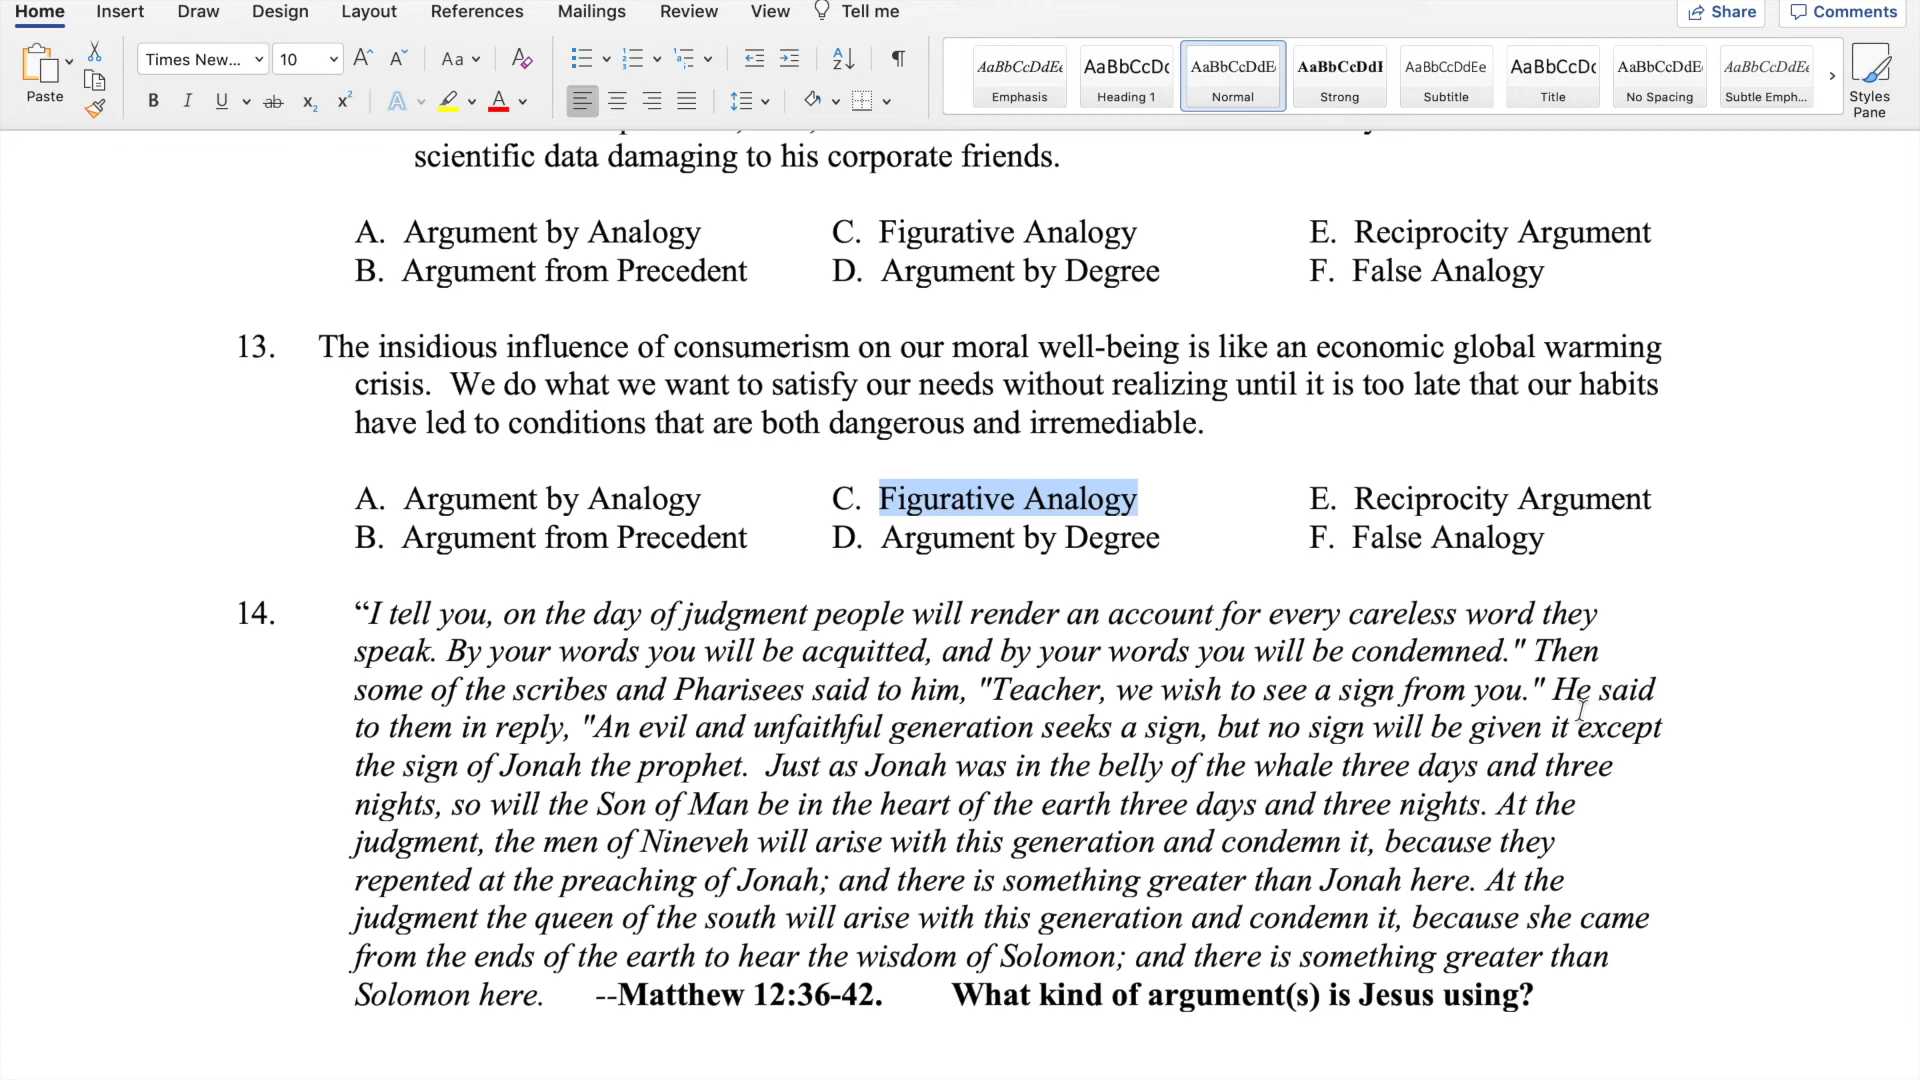 Home Insert Draw Design Layout References Mailings Review View Tell me Share Comments
Times New... 10 Aa
Paste
B I U ab x2 x2 A A
AaBbCcDdEe AaBbCcDc AaBbCcDdE AaBbCcDdI AaBbCcDdEe AaBbCcDc AaBbCcDdE AaBbCcDdEe
Emphasis Heading 1 Normal Strong Subtitle Title No Spacing Subtle Emph...
Styles
Pane
scientific data damaging to his corporate friends.
A. Argument by Analogy C. Figurative Analogy E. Reciprocity Argument
B. Argument from Precedent D. Argument by Degree F. False Analogy
13. The insidious influence of consumerism on our moral well-being is like an economic global warming
crisis. We do what we want to satisfy our needs without realizing until it is too late that our habits
have led to conditions that are both dangerous and irremediable.
A. Argument by Analogy C. Figurative Analogy E. Reciprocity Argument
B. Argument from Precedent D. Argument by Degree F. False Analogy
14. “I tell you, on the day of judgment people will render an account for every careless word they
speak. By your words you will be acquitted, and by your words you will be condemned." Then
some of the scribes and Pharisees said to him, "Teacher, we wish to see a sign from you." He said
to them in reply, "An evil and unfaithful generation seeks a sign, but no sign will be given it except
the sign of Jonah the prophet. Just as Jonah was in the belly of the whale three days and three
nights, so will the Son of Man be in the heart of the earth three days and three nights. At the
judgment, the men of Nineveh will arise with this generation and condemn it, because they
repented at the preaching of Jonah; and there is something greater than Jonah here. At the
judgment the queen of the south will arise with this generation and condemn it, because she came
from the ends of the earth to hear the wisdom of Solomon; and there is something greater than
Solomon here. --Matthew 12:36-42. What kind of argument(s) is Jesus using?